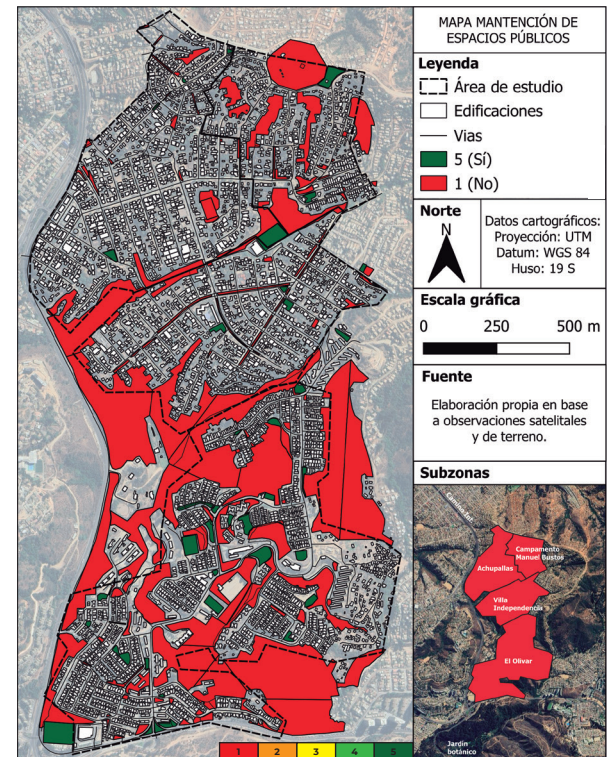 MAPA MANTENCIÓN DE
ESPACIOS PÚBLICOS
Leyenda
Área de estudio
Edificaciones
Vias
5 (Sí)
1 (No)
Norte
N
Datos cartográficos:
Proyección: UTM
Datum: WGS 84
Huso: 19 S
Escala gráfica
0 250 500 m
Fuente
Elaboración propia en base
a observaciones satelitales
y de terreno.
Subzonas
Campamento
Manuel Bustos
Achupallas
Villa
Independencia
El Olivar
Jardín
botánico
1 2 3 4 5